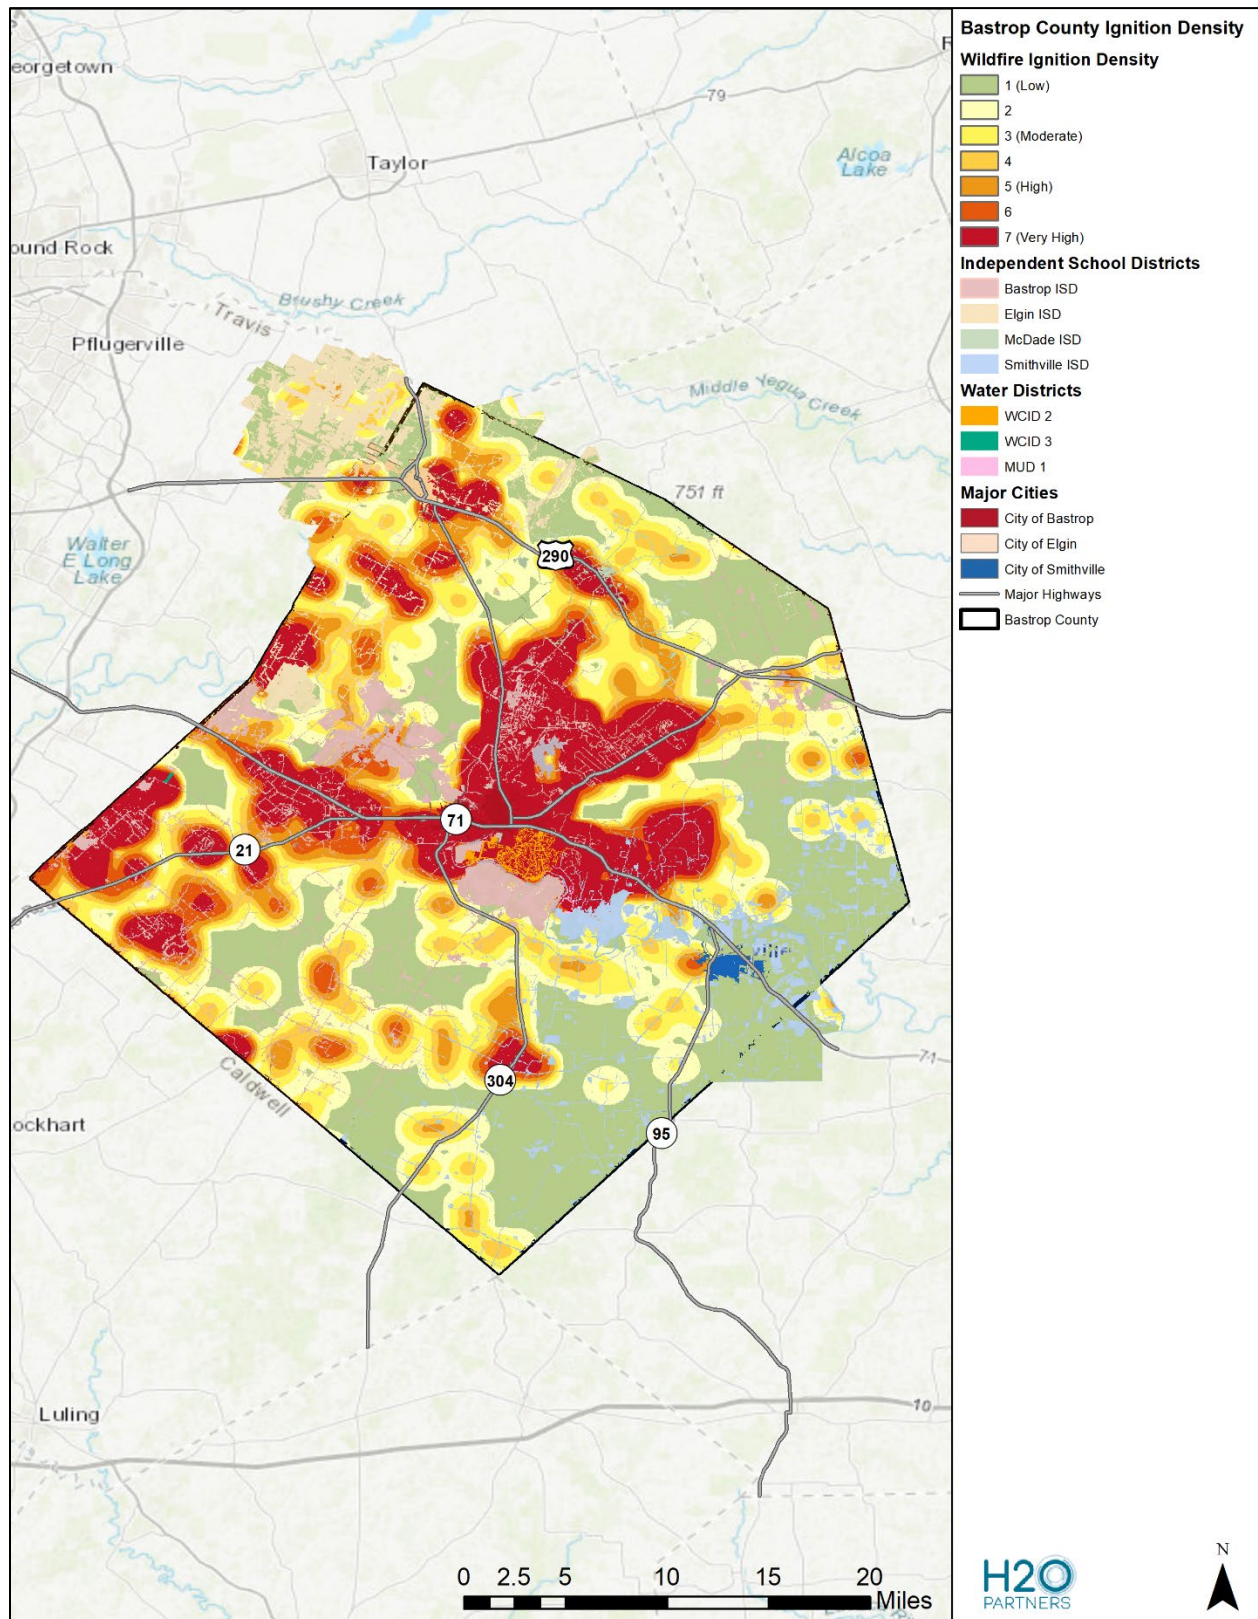 eorgetown
79
Taylor
Alcoa
Lake
ound Rock
Brushy Creek
Travis
Pflugerville
Middle Yegua Creek
751 ft
290
Walter
E Long
Lake
71
21
ville
71
Caldwell
304
ockhart
95
Luling
10
0 2.5 5 10 15 20
Miles
Bastrop County Ignition Density
Wildfire Ignition Density
1 (Low)
2
3 (Moderate)
4
5 (High)
6
7 (Very High)
Independent School Districts
Bastrop ISD
Elgin ISD
McDade ISD
Smithville ISD
Water Districts
WCID 2
WCID 3
MUD 1
Major Cities
City of Bastrop
City of Elgin
City of Smithville
Major Highways
Bastrop County
H2O
PARTNERS
N